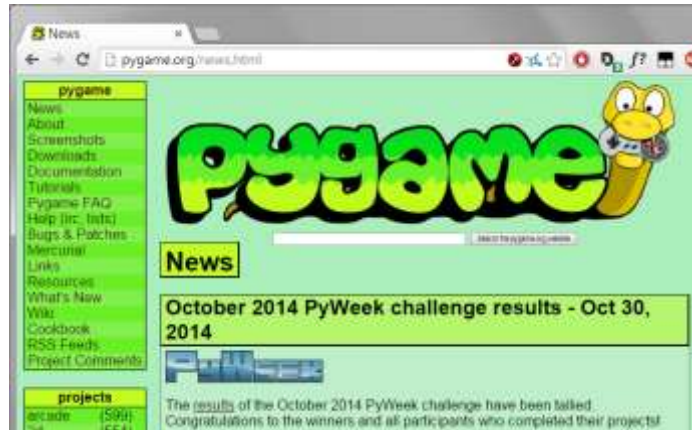 News
pygame.org/news.html
pygame
News
About
Screenshots
Downloads
Documentation
Tutorials
Pygame FAQ
Help (irc, lists)
Bugs & Patches
Mercurial
Links
Resources
What's New
Wiki
Cookbook
RSS Feeds
Project Comments
projects
arcade (599)
pygame
News
October 2014 PyWeek challenge results - Oct 30,
2014
PyWeek
The results of the October 2014 PyWeek challenge have been tallied.
Congratulations to the winners and all participants who completed their projects!